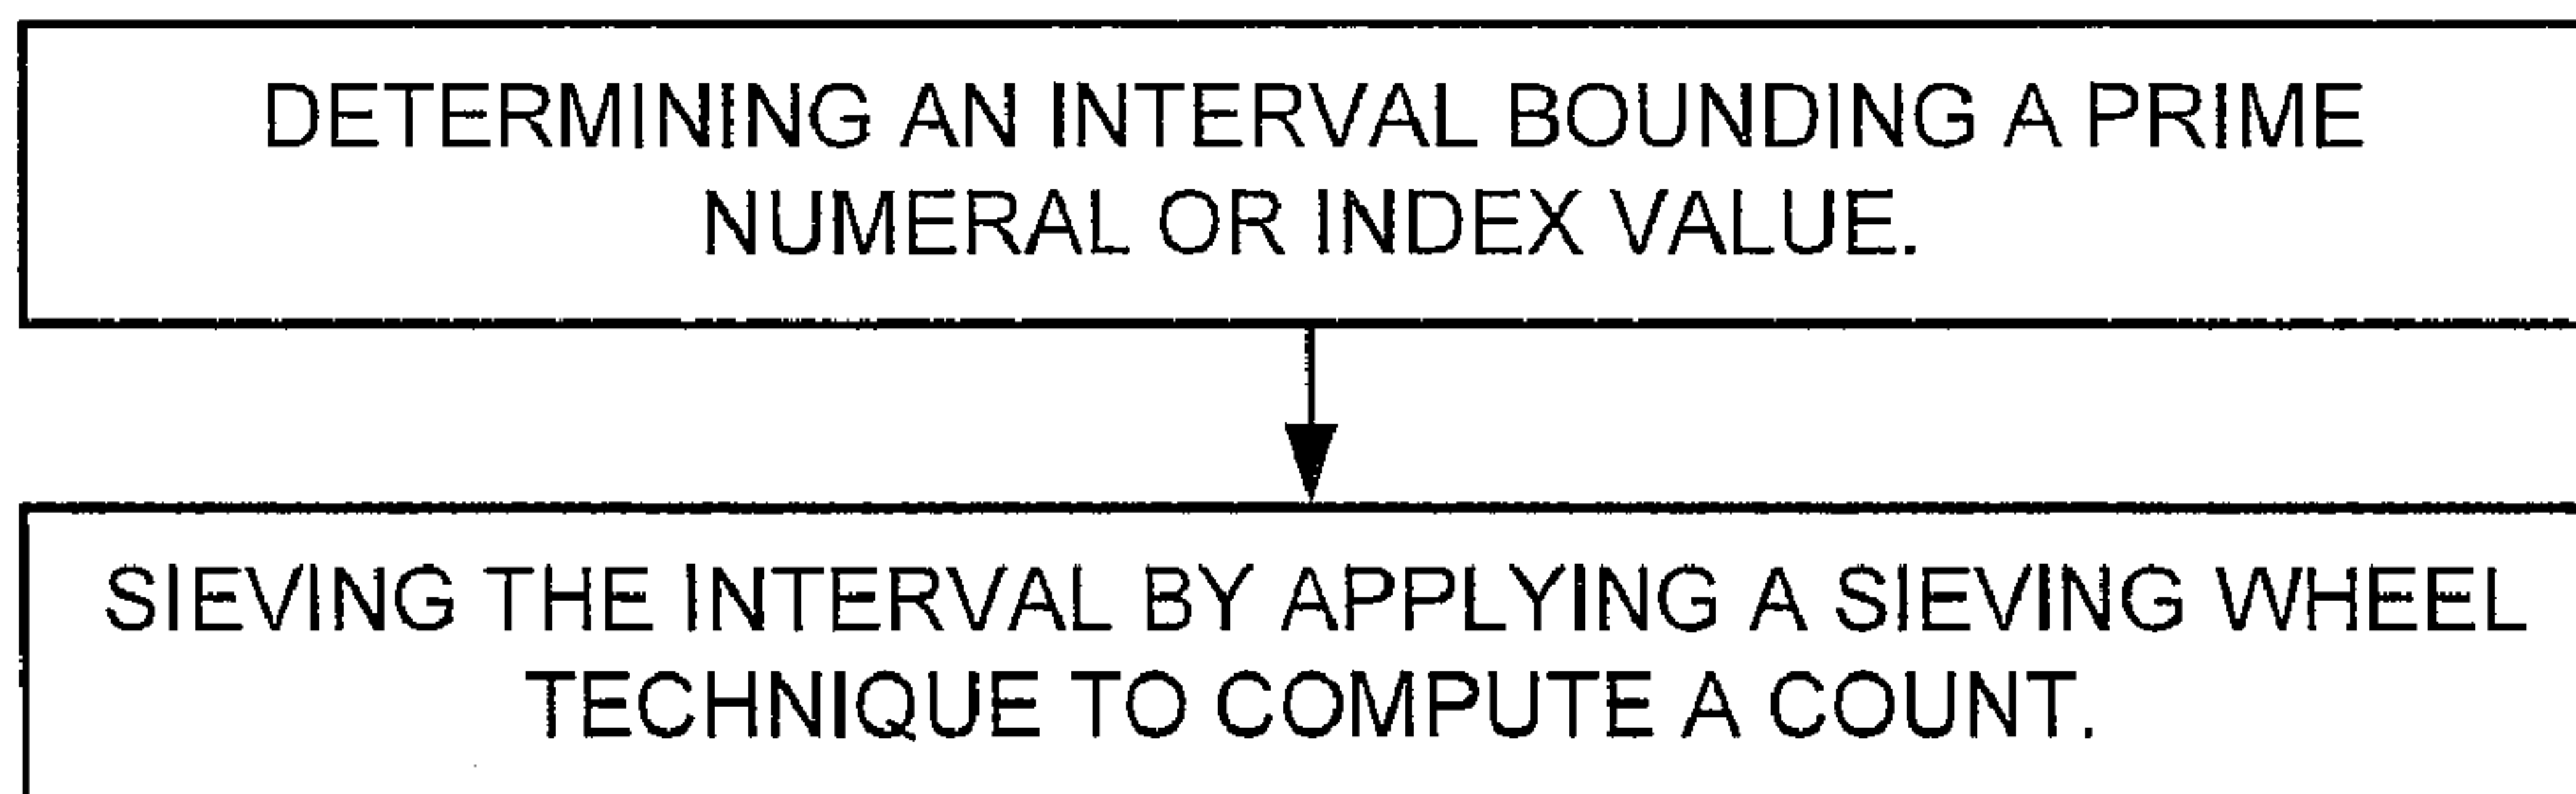 DETERMINING AN INTERVAL BOUNDING A PRIME
NUMERAL OR INDEX VALUE.
SIEVING THE INTERVAL BY APPLYING A SIEVING WHEEL
TECHNIQUE TO COMPUTE A COUNT.